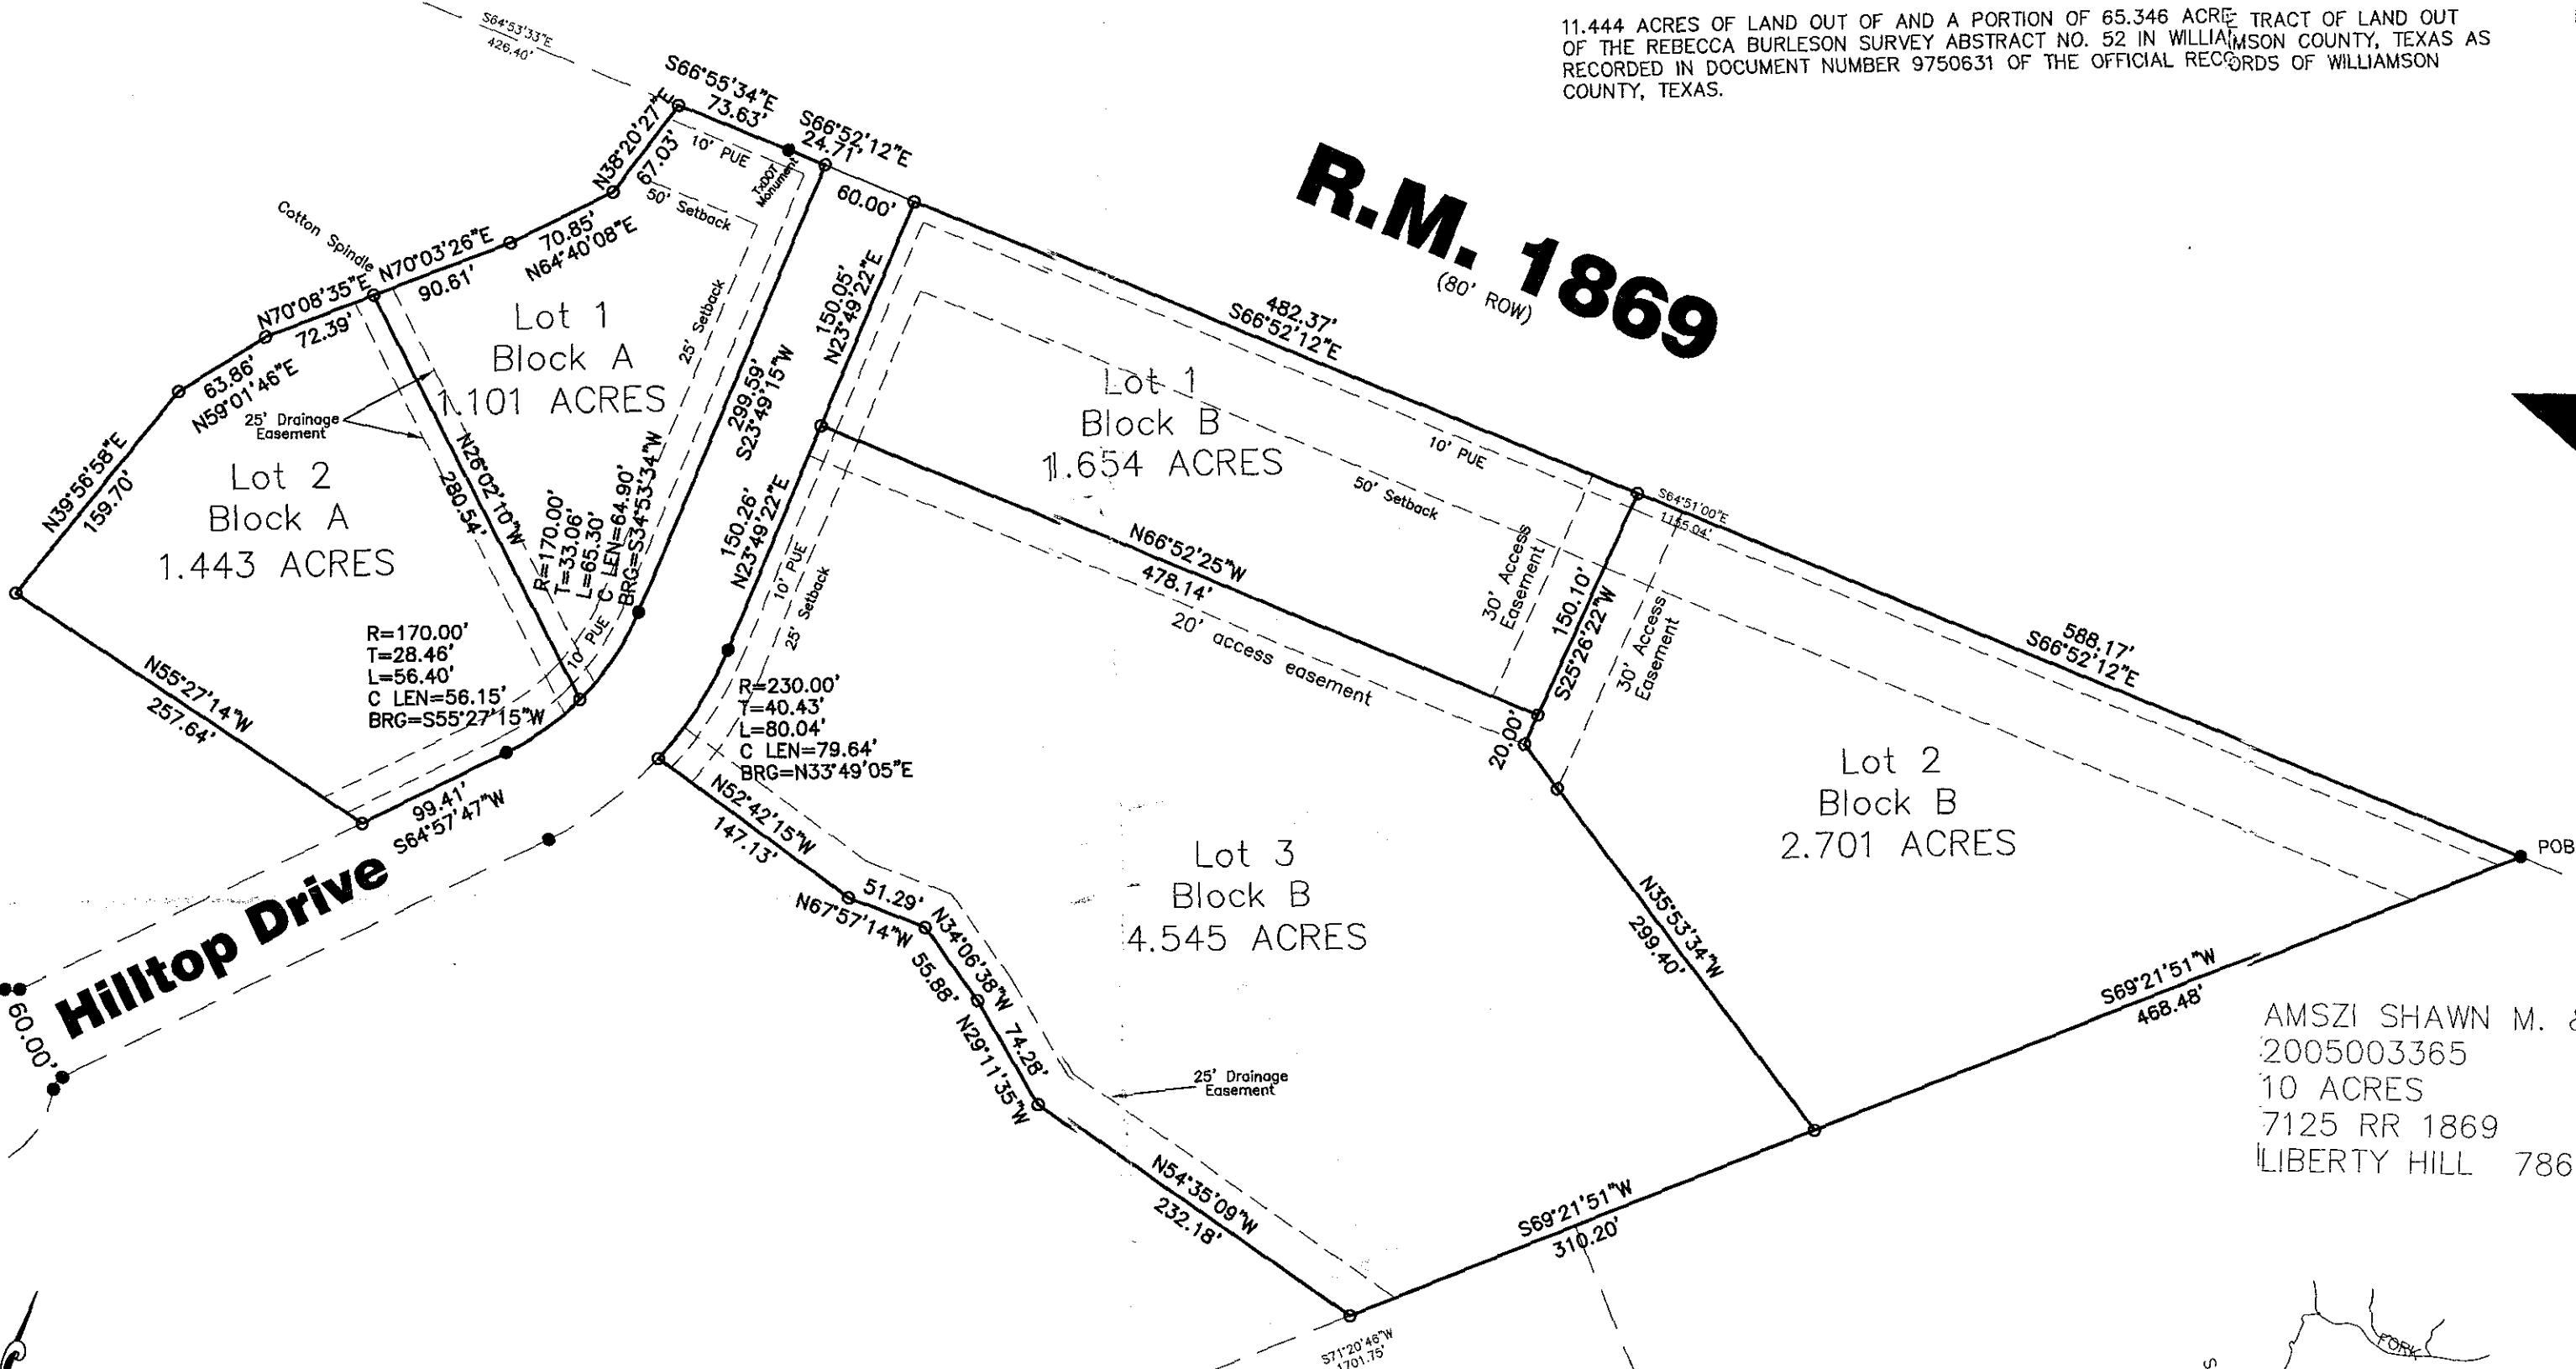 11.444 ACRES OF LAND OUT OF AND A PORTION OF 65.346 ACRE TRACT OF LAND OUT
OF THE REBECCA BURLESON SURVEY ABSTRACT NO. 52 IN WILLIAMSON COUNTY, TEXAS AS
RECORDED IN DOCUMENT NUMBER 9750631 OF THE OFFICIAL RECORDS OF WILLIAMSON
COUNTY, TEXAS.
S64°53'33"E
426.40'
S66°55'34"E
73.63'
S66°52'12"E
24.71'
N38°20'27"E
67.03'
10' PUE
TxDOT
Monument
50' Setback
60.00'
R.M. 1869
(80' ROW)
Cotton Spindle
N70°03'26"E
90.61'
70.85'
N64°40'08"E
N70°08'35"E
72.39'
63.86'
N59°01'46"E
25' Drainage
Easement
Lot 1
Block A
1.101 ACRES
25' Setback
299.59'
S23°49'15"W
150.05'
N23°49'22"E
482.37'
S66°52'12"E
Lot 1
Block B
1.654 ACRES
10' PUE
50' Setback
N39°56'58"E
159.70'
Lot 2
Block A
1.443 ACRES
N26°02'10"W
280.54'
R=170.00'
T=33.06'
L=65.30'
C LEN=64.90'
BRG=S34°53'34"W
150.26'
N23°49'22"E
10' PUE
25' Setback
N66°52'25"W
478.14'
20' access easement
30' Access
Easement
150.10'
S25°26'22"W
30' Access
Easement
S64°51'00"E
1155.04'
588.17'
S66°52'12"E
10' PUE
R=170.00'
T=28.46'
L=56.40'
C LEN=56.15'
BRG=S55°27'15"W
N55°27'14"W
257.64'
R=230.00'
T=40.43'
L=80.04'
C LEN=79.64'
BRG=N33°49'05"E
20.00'
Lot 2
Block B
2.701 ACRES
POB
99.41'
S64°57'47"W
Hilltop Drive
60.00'
N52°42'15"W
147.13'
51.29'
N67°57'14"W
N34°06'38"W
55.88'
74.28'
N29°11'35"W
Lot 3
Block B
4.545 ACRES
N35°53'34"W
299.40'
S69°21'51"W
468.48'
25' Drainage
Easement
N54°35'09"W
232.18'
S69°21'51"W
310.20'
S71°20'46"W
1701.75'
AMSZI SHAWN M. &
2005003365
10 ACRES
7125 RR 1869
LIBERTY HILL 786
FORK
S